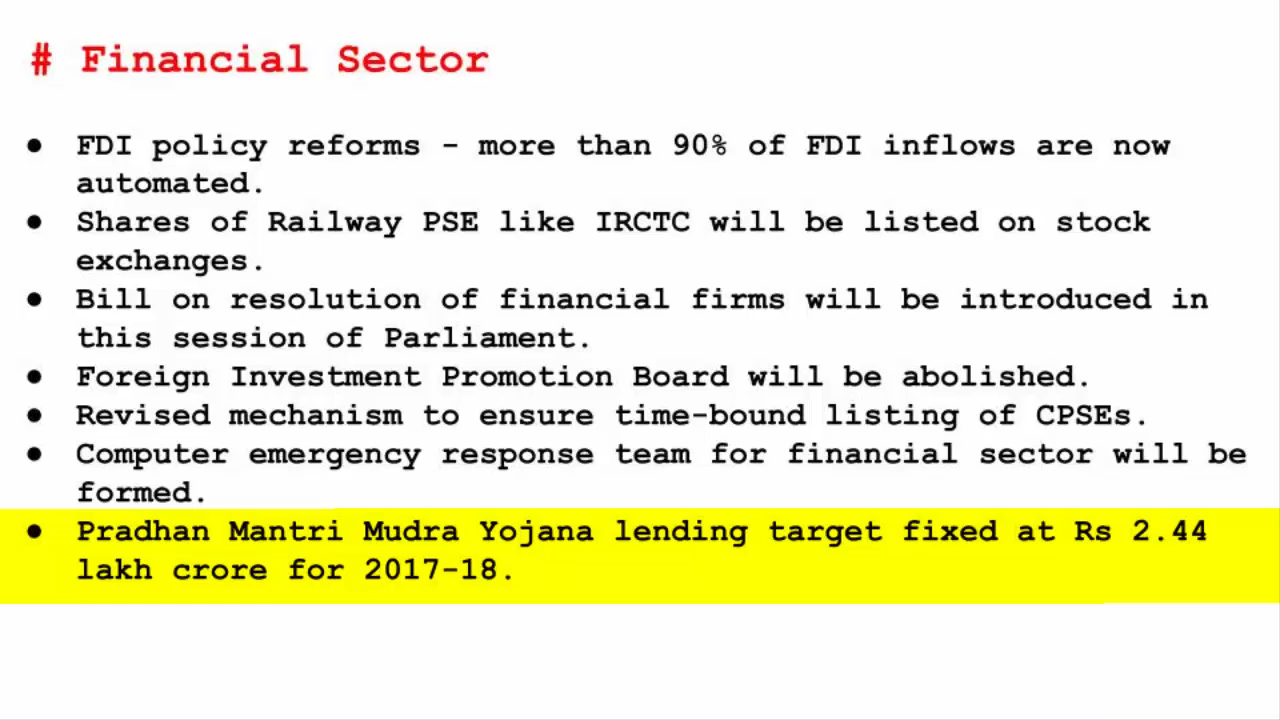 # Financial Sector
● FDI policy reforms - more than 90% of FDI inflows are now
automated.
● Shares of Railway PSE like IRCTC will be listed on stock
exchanges.
● Bill on resolution of financial firms will be introduced in
this session of Parliament.
● Foreign Investment Promotion Board will be abolished.
● Revised mechanism to ensure time-bound listing of CPSEs.
● Computer emergency response team for financial sector will be
formed.
● Pradhan Mantri Mudra Yojana lending target fixed at Rs 2.44
lakh crore for 2017-18.